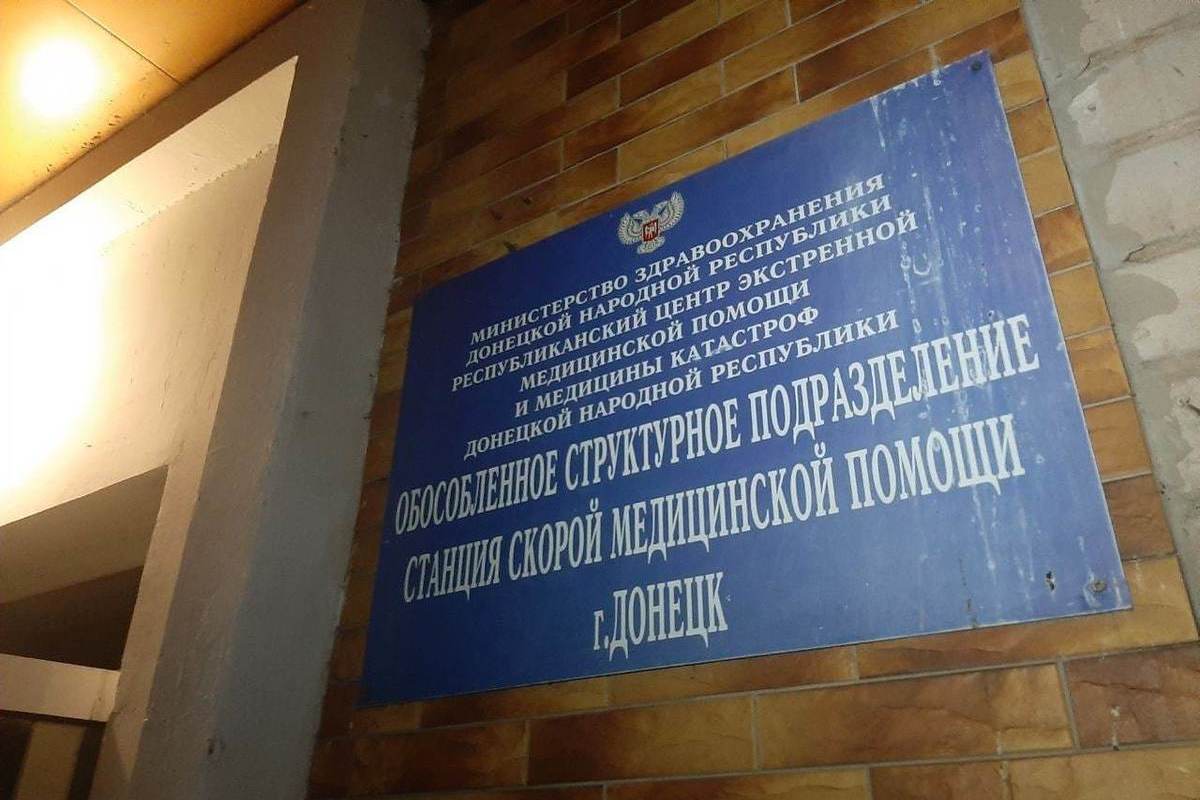 МИНИСТЕРСТВО ЗДРАВООХРАНЕНИЯ
ДОНЕЦКОЙ НАРОДНОЙ РЕСПУБЛИКИ
РЕСПУБЛИКАНСКИЙ ЦЕНТР ЭКСТРЕННОЙ
МЕДИЦИНСКОЙ ПОМОЩИ
И МЕДИЦИНЫ КАТАСТРОФ
ДОНЕЦКОЙ НАРОДНОЙ РЕСПУБЛИКИ
ОБОСОБЛЕННОЕ СТРУКТУРНОЕ ПОДРАЗДЕЛЕНИЕ
СТАНЦИЯ СКОРОЙ МЕДИЦИНСКОЙ ПОМОЩИ
г.ДОНЕЦК